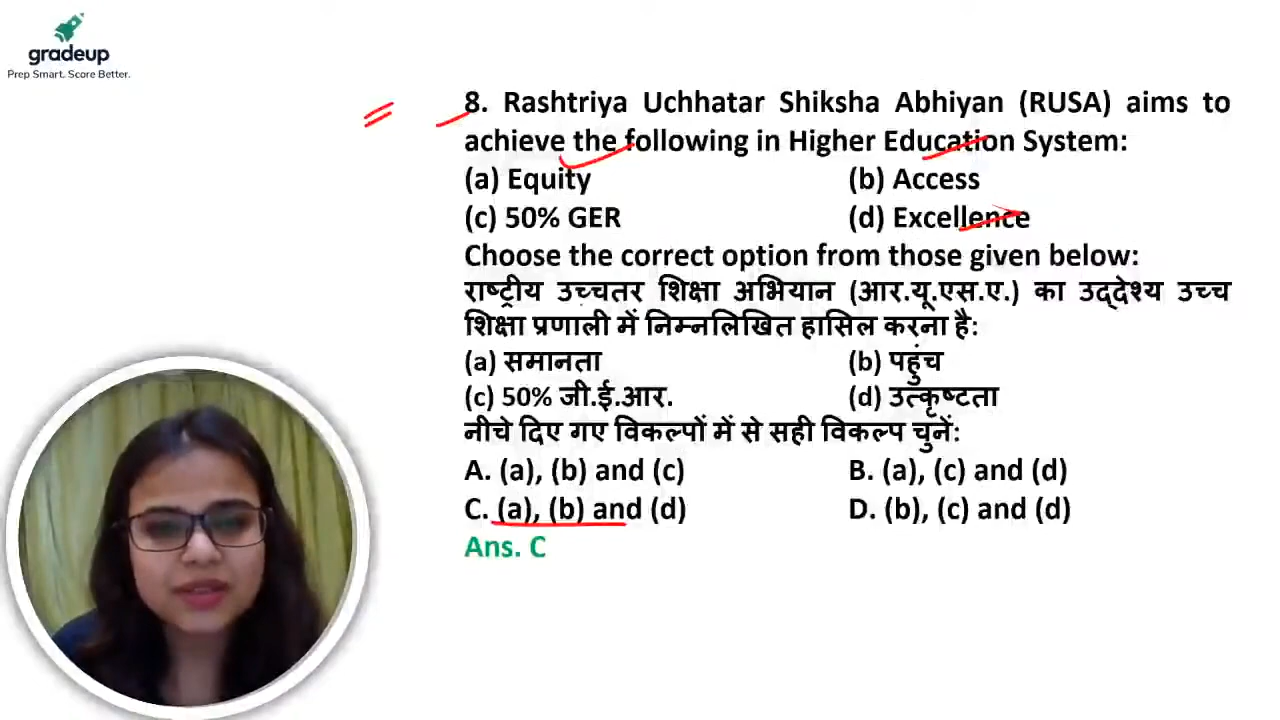 gradeup
Prep Smart. Score Better.
8. Rashtriya Uchhatar Shiksha Abhiyan (RUSA) aims to
achieve the following in Higher Education System:
(a) Equity (b) Access
(c) 50% GER (d) Excellence
Choose the correct option from those given below:
राष्ट्रीय उच्चतर शिक्षा अभियान (आर.यू.एस.ए.) का उद्देश्य उच्च
शिक्षा प्रणाली में निम्नलिखित हासिल करना है:
(a) समानता (b) पहुंच
(c) 50% जी.ई.आर. (d) उत्कृष्टता
नीचे दिए गए विकल्पों में से सही विकल्प चुनें:
A. (a), (b) and (c) B. (a), (c) and (d)
C. (a), (b) and (d) D. (b), (c) and (d)
Ans. C